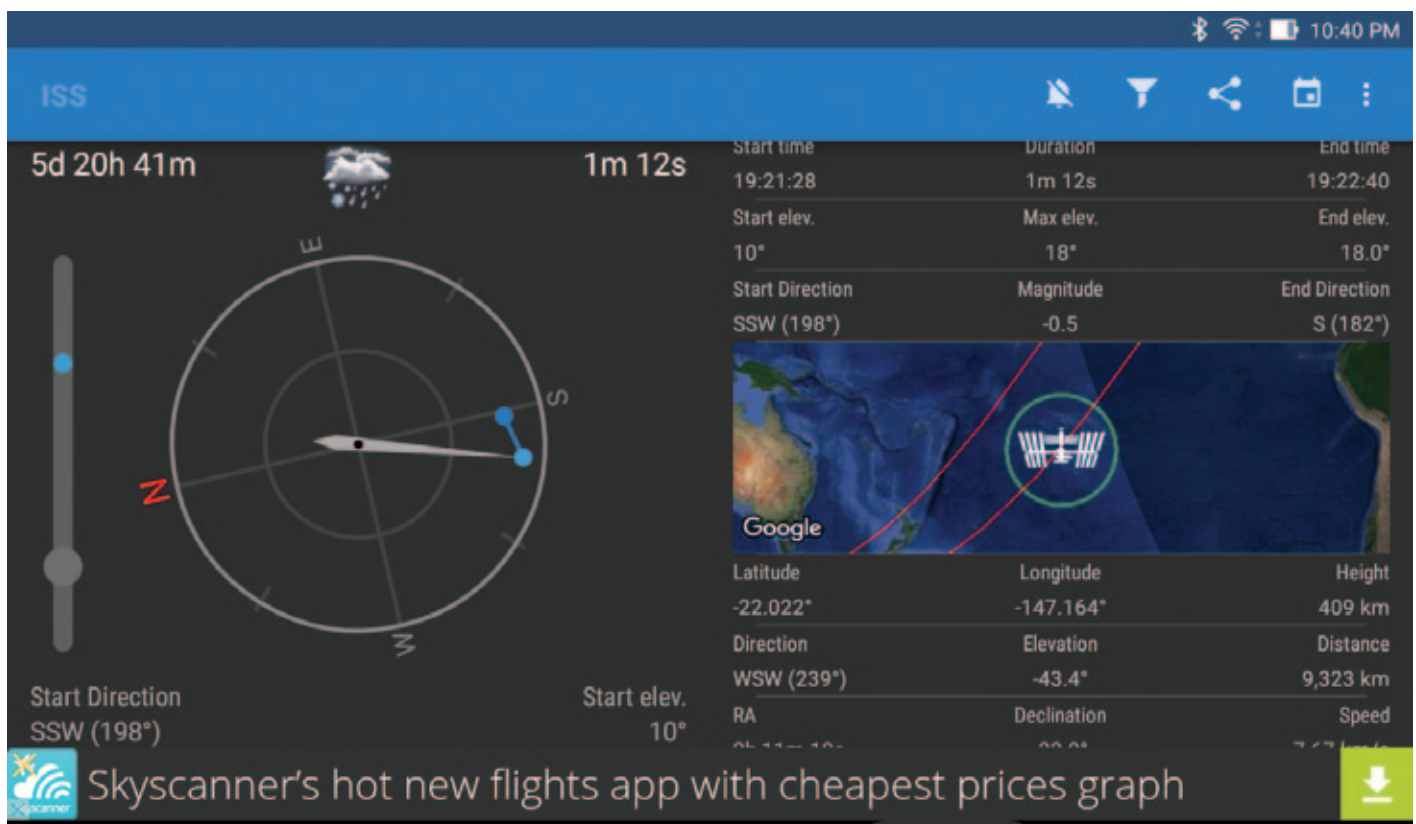 10:40 PM
ISS
5d 20h 41m
1m 12s
E
S
N
W
Start Direction
Start elev.
SSW (198°)
10°
Start time Duration End time
19:21:28 1m 12s 19:22:40
Start elev. Max elev. End elev.
10° 18° 18.0°
Start Direction Magnitude End Direction
SSW (198°) -0.5 S (182°)
Google
Latitude Longitude Height
-22.022° -147.164° 409 km
Direction Elevation Distance
WSW (239°) -43.4° 9,323 km
RA Declination Speed
skyscanner
Skyscanner's hot new flights app with cheapest prices graph